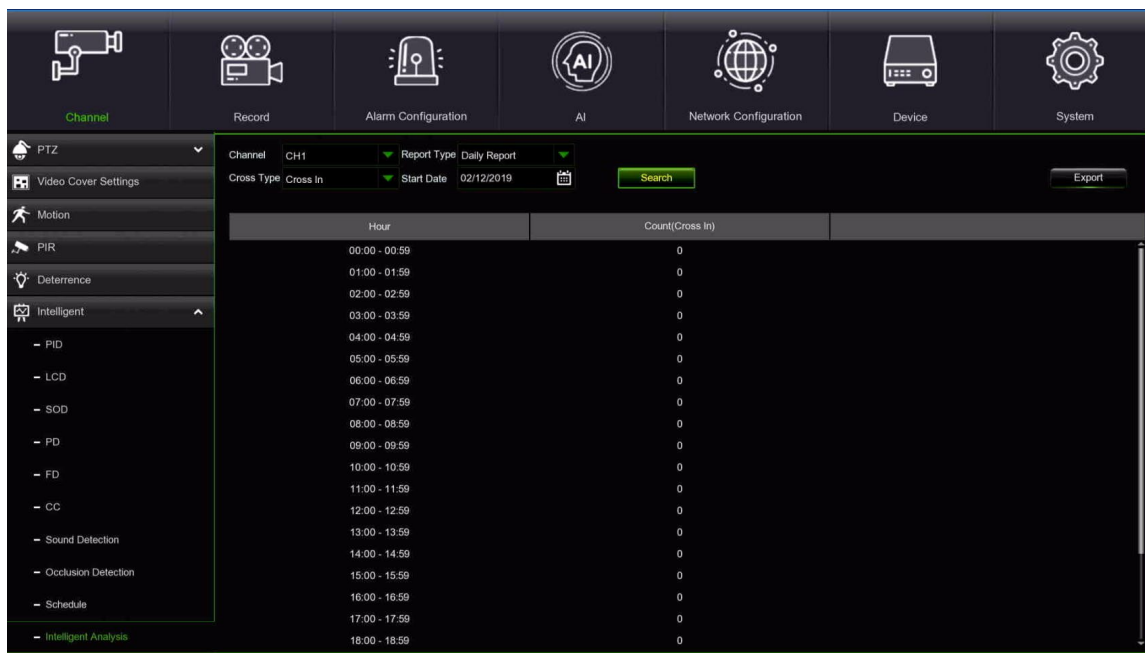 Channel Record Alarm Configuration AI Network Configuration Device System
PTZ
Video Cover Settings
Motion
PIR
Deterrence
Intelligent
PID
LCD
SOD
PD
FD
CC
Sound Detection
Occlusion Detection
Schedule
Intelligent Analysis
Channel CH1 Report Type Daily Report
Cross Type Cross In Start Date 02/12/2019 Search Export
Hour Count(Cross In)
00:00 - 00:59 0
01:00 - 01:59 0
02:00 - 02:59 0
03:00 - 03:59 0
04:00 - 04:59 0
05:00 - 05:59 0
06:00 - 06:59 0
07:00 - 07:59 0
08:00 - 08:59 0
09:00 - 09:59 0
10:00 - 10:59 0
11:00 - 11:59 0
12:00 - 12:59 0
13:00 - 13:59 0
14:00 - 14:59 0
15:00 - 15:59 0
16:00 - 16:59 0
17:00 - 17:59 0
18:00 - 18:59 0